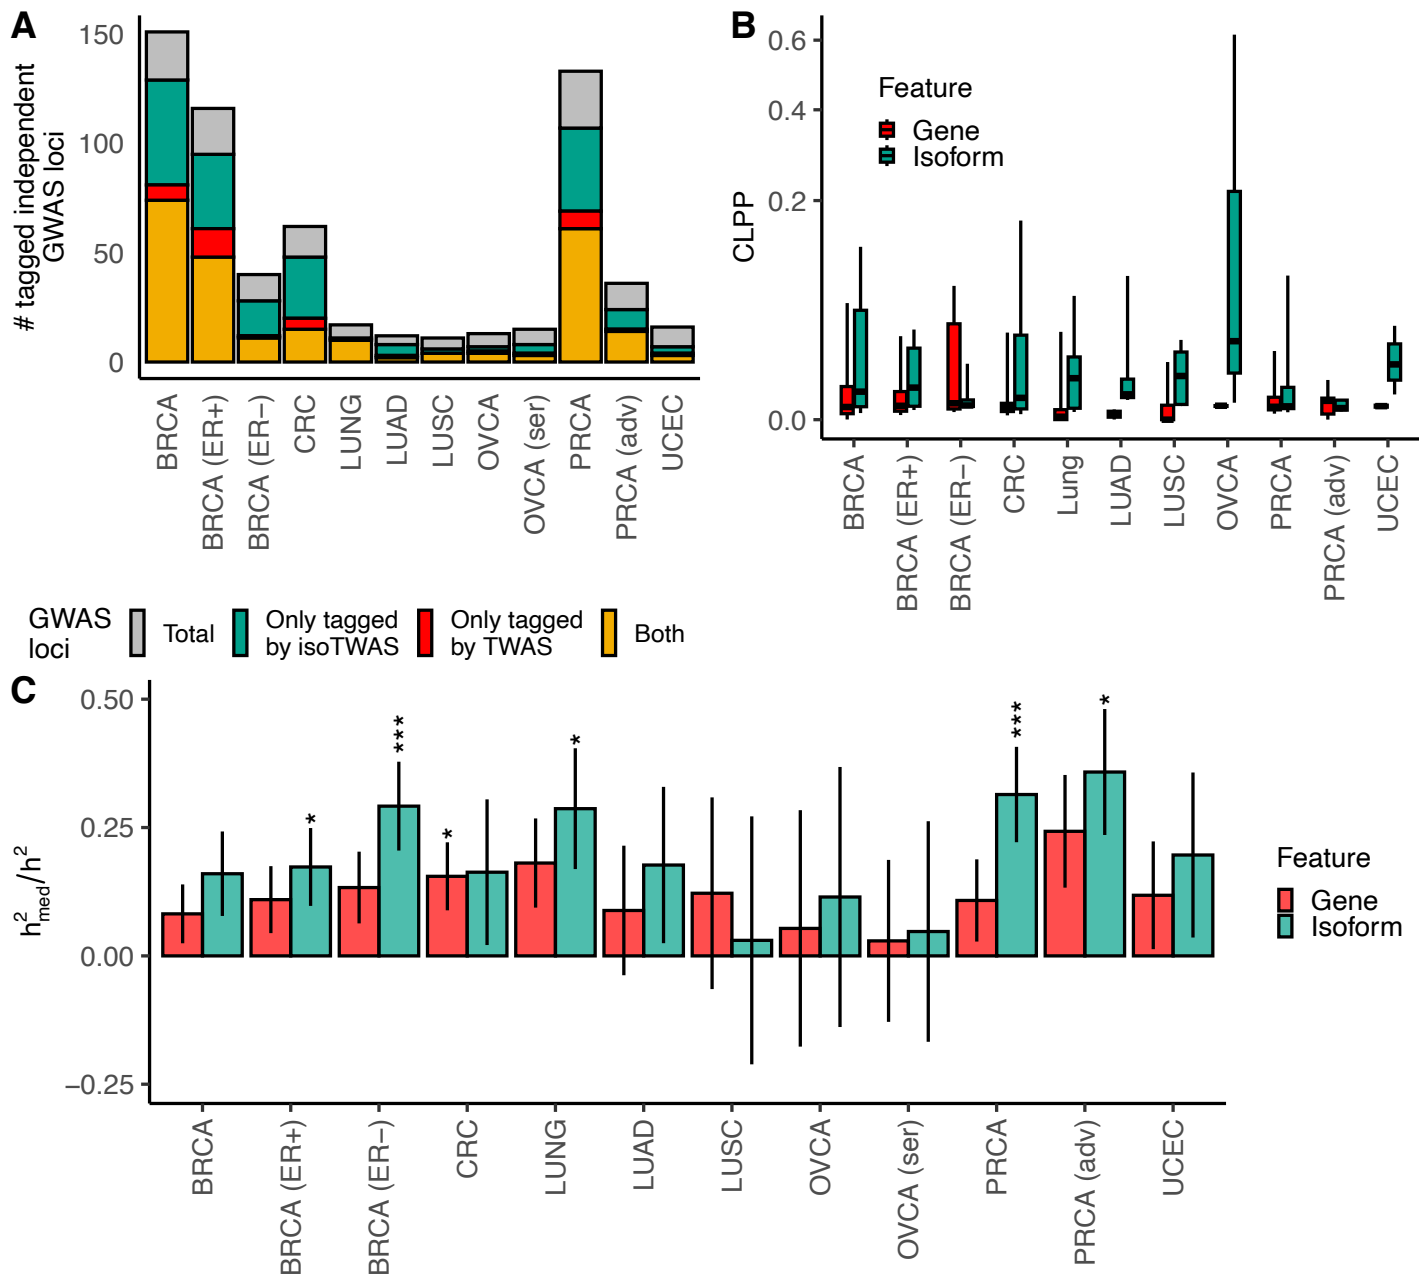 A
# tagged independent
GWAS loci
150
100
50
0
BRCA
BRCA (ER+)
BRCA (ER−)
CRC
LUNG
LUAD
LUSC
OVCA
OVCA (ser)
PRCA
PRCA (adv)
UCEC
GWAS
loci
Total
Only tagged
by isoTWAS
Only tagged
by TWAS
Both
B
CLPP
0.6
0.4
0.2
0.0
Feature
Gene
Isoform
BRCA
BRCA (ER+)
BRCA (ER−)
CRC
Lung
LUAD
LUSC
OVCA
PRCA
PRCA (adv)
UCEC
C
h²med/h²
0.50
0.25
0.00
−0.25
*
***
*
*
***
*
BRCA
BRCA (ER+)
BRCA (ER−)
CRC
LUNG
LUAD
LUSC
OVCA
OVCA (ser)
PRCA
PRCA (adv)
UCEC
Feature
Gene
Isoform